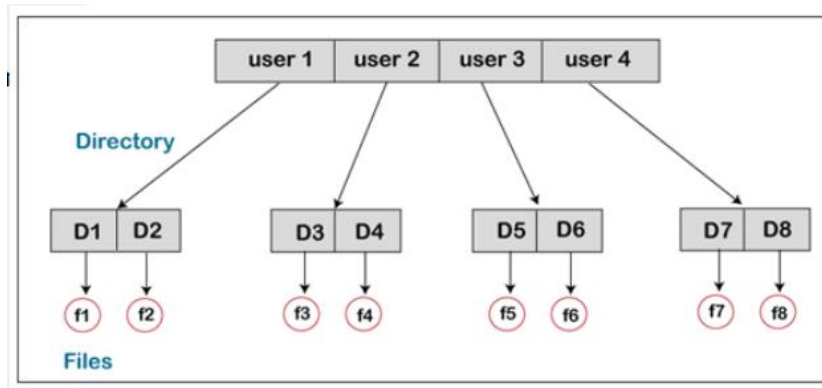 user 1 user 2 user 3 user 4
Directory
D1 D2 D3 D4 D5 D6 D7 D8
f1 f2 f3 f4 f5 f6 f7 f8
Files